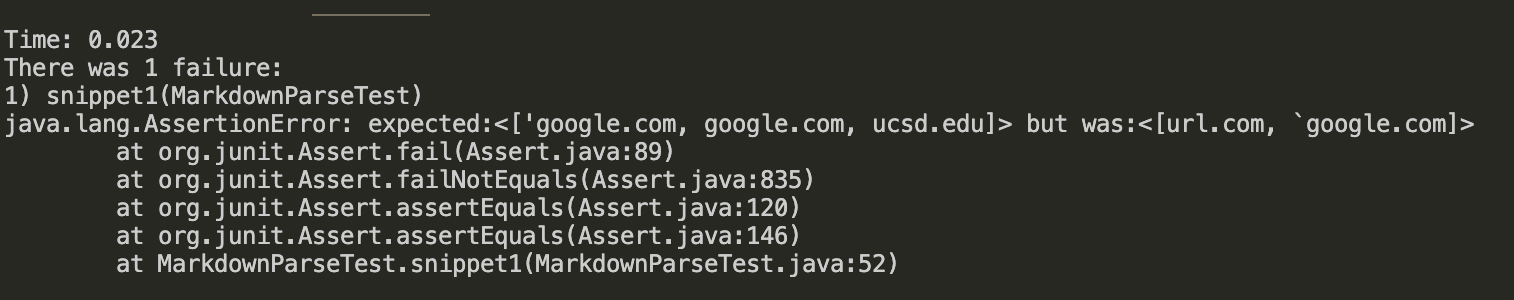 Time: 0.023
There was 1 failure:
1) snippet1(MarkdownParseTest)
java.lang.AssertionError: expected:<['google.com, google.com, ucsd.edu]> but was:<[url.com, `google.com]>
        at org.junit.Assert.fail(Assert.java:89)
        at org.junit.Assert.failNotEquals(Assert.java:835)
        at org.junit.Assert.assertEquals(Assert.java:120)
        at org.junit.Assert.assertEquals(Assert.java:146)
        at MarkdownParseTest.snippet1(MarkdownParseTest.java:52)